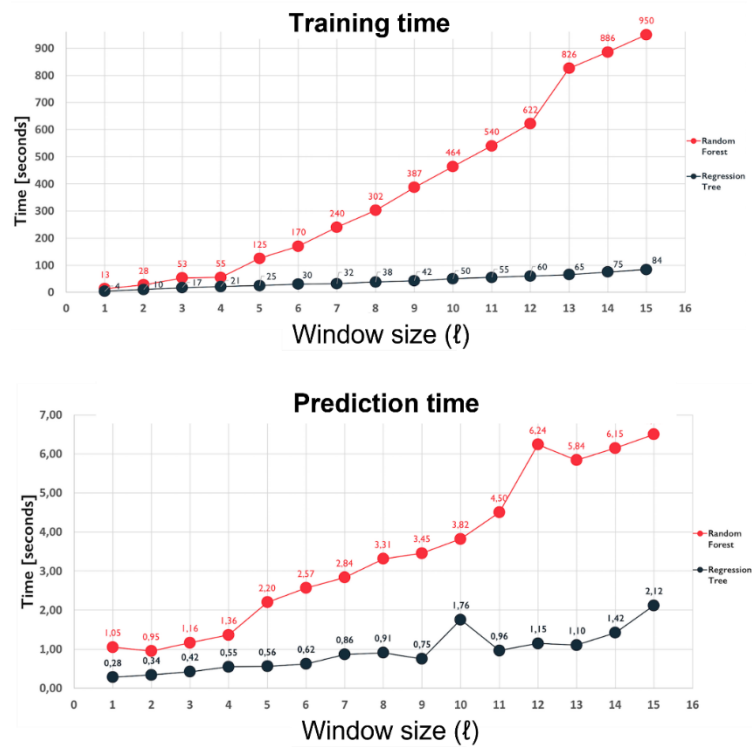 Training time
Time [seconds]
900
800
700
600
500
400
300
200
100
0
13 28 53 55 125 170 240 302 387 464 540 622 826 886 950
4 10 17 21 25 30 32 38 42 50 55 60 65 75 84
Random Forest
Regression Tree
0 1 2 3 4 5 6 7 8 9 10 11 12 13 14 15 16
Window size (ℓ)
Prediction time
Time [seconds]
7,00
6,00
5,00
4,00
3,00
2,00
1,00
0,00
1,05 0,95 1,16 1,36 2,20 2,57 2,84 3,31 3,45 3,82 4,50 6,24 5,84 6,15
0,28 0,34 0,42 0,55 0,56 0,62 0,86 0,91 0,75 1,76 0,96 1,15 1,10 1,42 2,12
Random Forest
Regression Tree
0 1 2 3 4 5 6 7 8 9 10 11 12 13 14 15 16
Window size (ℓ)